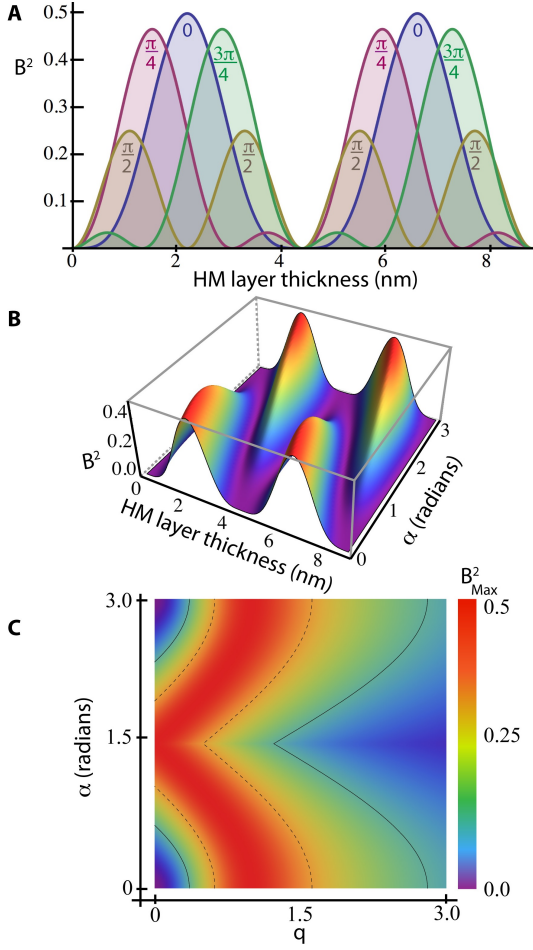 A
0.5
0.4
0.3
0.2
0.1
B²
π/4
0
3π/4
π/2
π/2
π/4
0
3π/4
π/2
π/2
0
2
4
6
8
HM layer thickness (nm)
B
0.4
0.2
0.0
B²
0
2
4
6
8
HM layer thickness (nm)
0
1
2
3
α (radians)
C
3.0
1.5
0
α (radians)
0
1.5
3.0
q
B²Max
0.5
0.25
0.0